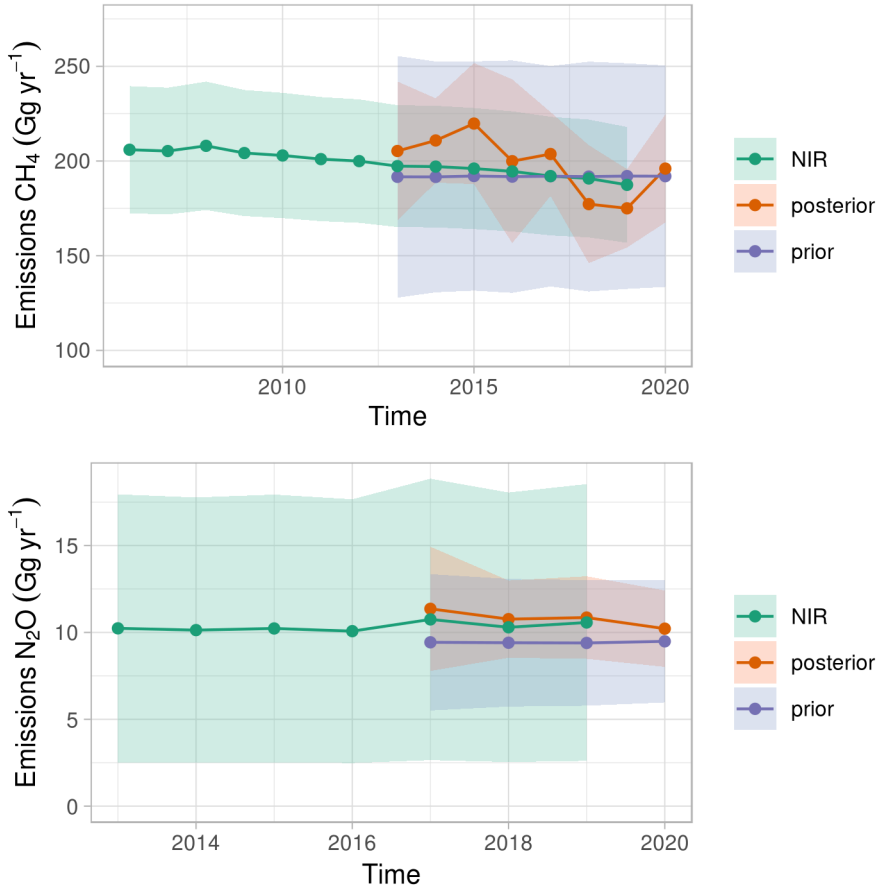 Emissions CH₄ (Gg yr⁻¹)
250
200
150
100
2010
2015
2020
Time
NIR
posterior
prior
Emissions N₂O (Gg yr⁻¹)
15
10
5
0
2014
2016
2018
2020
Time
NIR
posterior
prior